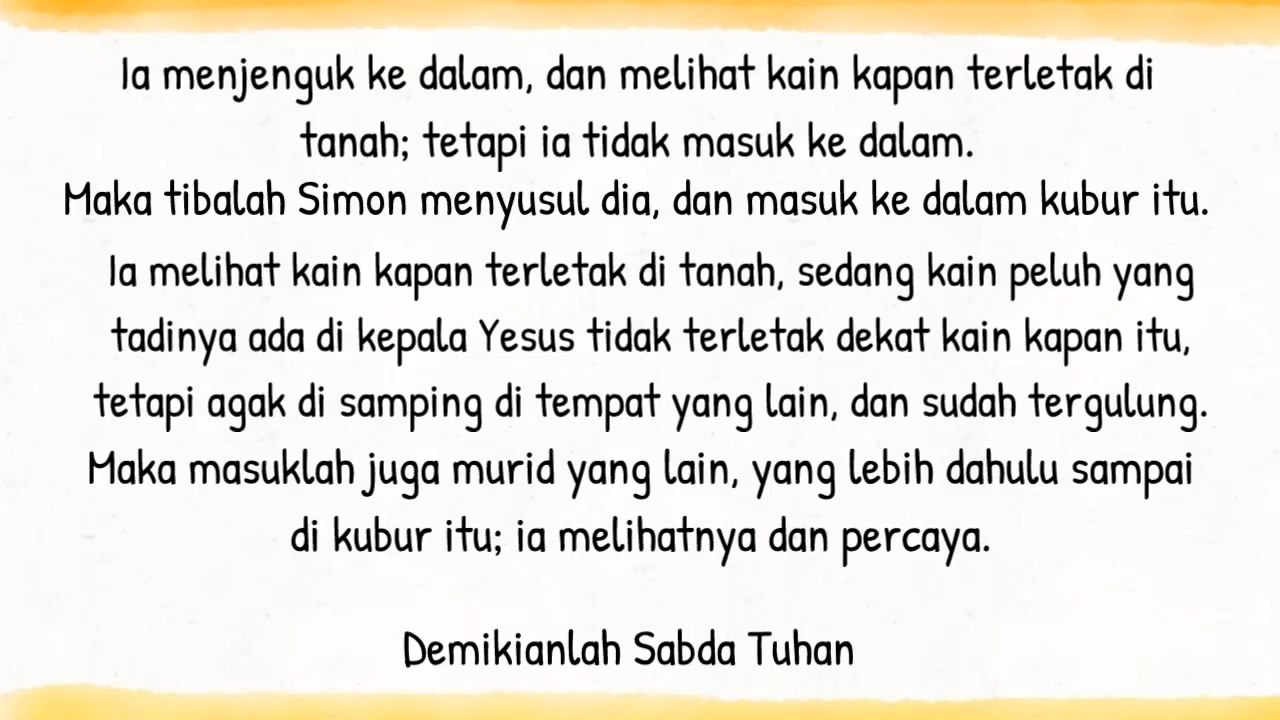 Ia menjenguk ke dalam, dan melihat kain kapan terletak di
tanah; tetapi ia tidak masuk ke dalam.
Maka tibalah Simon menyusul dia, dan masuk ke dalam kubur itu.
Ia melihat kain kapan terletak di tanah, sedang kain peluh yang
tadinya ada di kepala Yesus tidak terletak dekat kain kapan itu,
tetapi agak di samping di tempat yang lain, dan sudah tergulung.
Maka masuklah juga murid yang lain, yang lebih dahulu sampai
di kubur itu; ia melihatnya dan percaya.
Demikianlah Sabda Tuhan